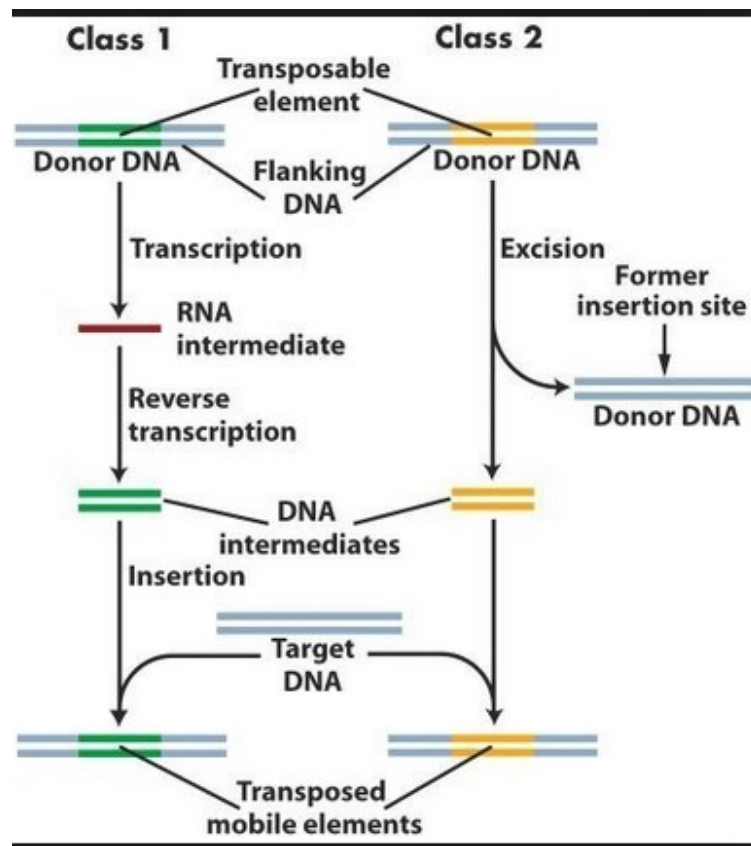 Class 1
Class 2
Transposable
element
Donor DNA
Flanking
DNA
Donor DNA
Transcription
Excision
Former
insertion site
RNA
intermediate
Donor DNA
Reverse
transcription
DNA
intermediates
Insertion
Target
DNA
Transposed
mobile elements